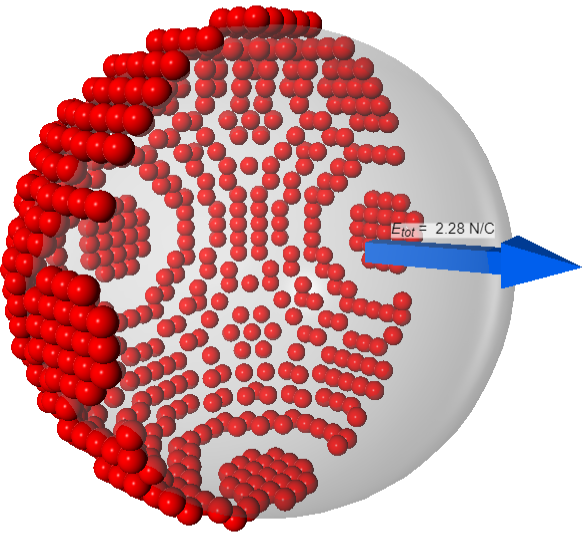 E_tot = 2.28 N/C